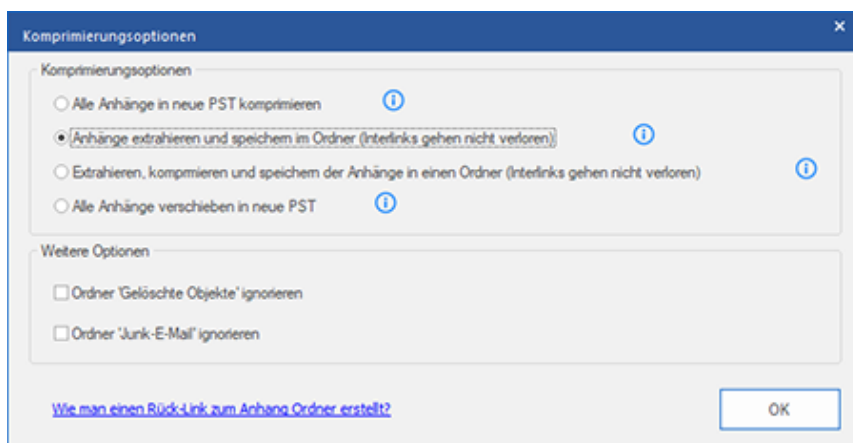 Komprimierungsoptionen
Komprimierungsoptionen
Alle Anhänge in neue PST komprimieren
Anhänge extrahieren und speichern im Ordner (Interlinks gehen nicht verloren)
Extrahieren, komprmieren und speichern der Anhänge in einen Ordner (Interlinks gehen nicht verloren)
Alle Anhänge verschieben in neue PST
Weitere Optionen
Ordner 'Gelöschte Objekte' ignorieren
Ordner 'Junk-E-Mail' ignorieren
Wie man einen Rück-Link zum Anhang Ordner erstellt?
OK